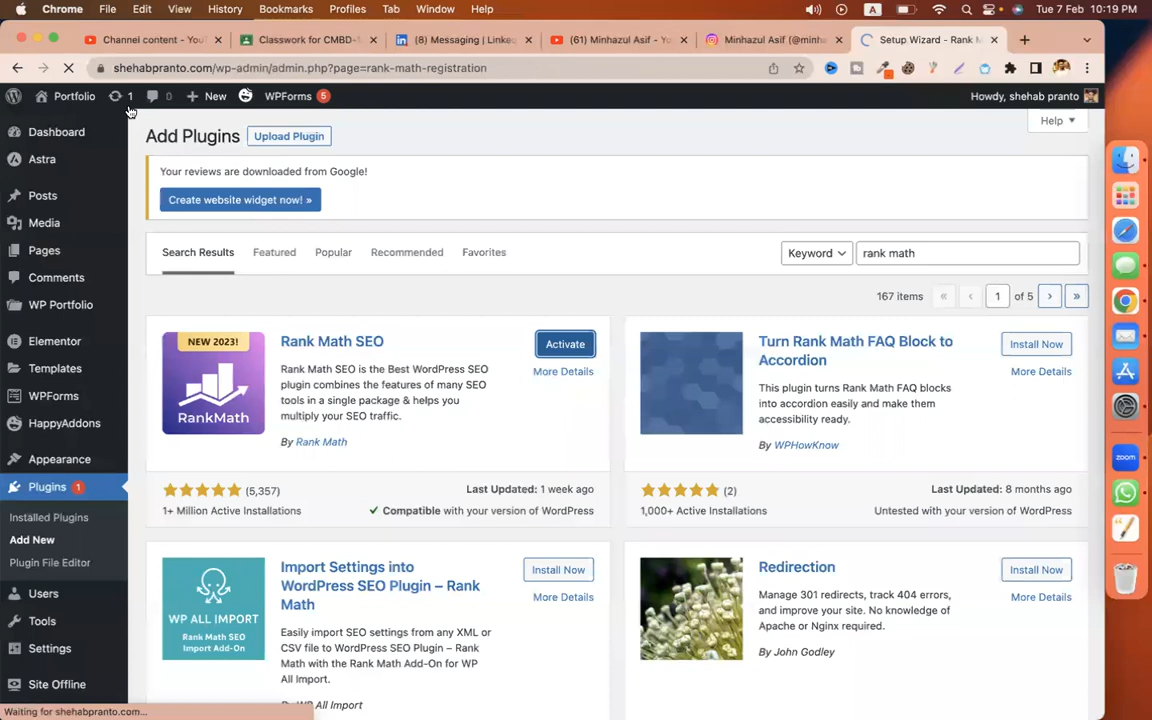 Chrome File Edit View History Bookmarks Profiles Tab Window Help A Tue 7 Feb 10:19 PM
Channel content - YouT × Classwork for CMBD- × (8) Messaging | Linke × (61) Minhazul Asif - Yo × Minhazul Asif (@minha × Setup Wizard - Rank M ×
shehabpranto.com/wp-admin/admin.php?page=rank-math-registration
Portfolio 1 0 New WPForms 5 Howdy, shehab pranto
Dashboard
Astra
Posts
Media
Pages
Comments
WP Portfolio
Elementor
Templates
WPForms
HappyAddons
Appearance
Plugins 1
Installed Plugins
Add New
Plugin File Editor
Users
Tools
Settings
Site Offline
Waiting for shehabpranto.com...
Add Plugins Upload Plugin Help
Your reviews are downloaded from Google!
Create website widget now! »
Search Results Featured Popular Recommended Favorites Keyword rank math
167 items « ‹ 1 of 5 › »
NEW 2023!
RankMath
Rank Math SEO
Activate
More Details
Rank Math SEO is the Best WordPress SEO
plugin combines the features of many SEO
tools in a single package & helps you
multiply your SEO traffic.
By Rank Math
(5,357) Last Updated: 1 week ago
1+ Million Active Installations Compatible with your version of WordPress
Turn Rank Math FAQ Block to
Accordion
Install Now
More Details
This plugin turns Rank Math FAQ blocks
into accordion easily and make them
accessibility ready.
By WPHowKnow
(2) Last Updated: 8 months ago
1,000+ Active Installations Untested with your version of WordPress
WP ALL IMPORT
Rank Math SEO
Import Add-On
Import Settings into
WordPress SEO Plugin – Rank
Math
Install Now
More Details
Easily import SEO settings from any XML or
CSV file to WordPress SEO Plugin – Rank
Math with the Rank Math Add-On for WP
All Import.
By WP All Import
Redirection
Install Now
More Details
Manage 301 redirects, track 404 errors,
and improve your site. No knowledge of
Apache or Nginx required.
By John Godley
zoom